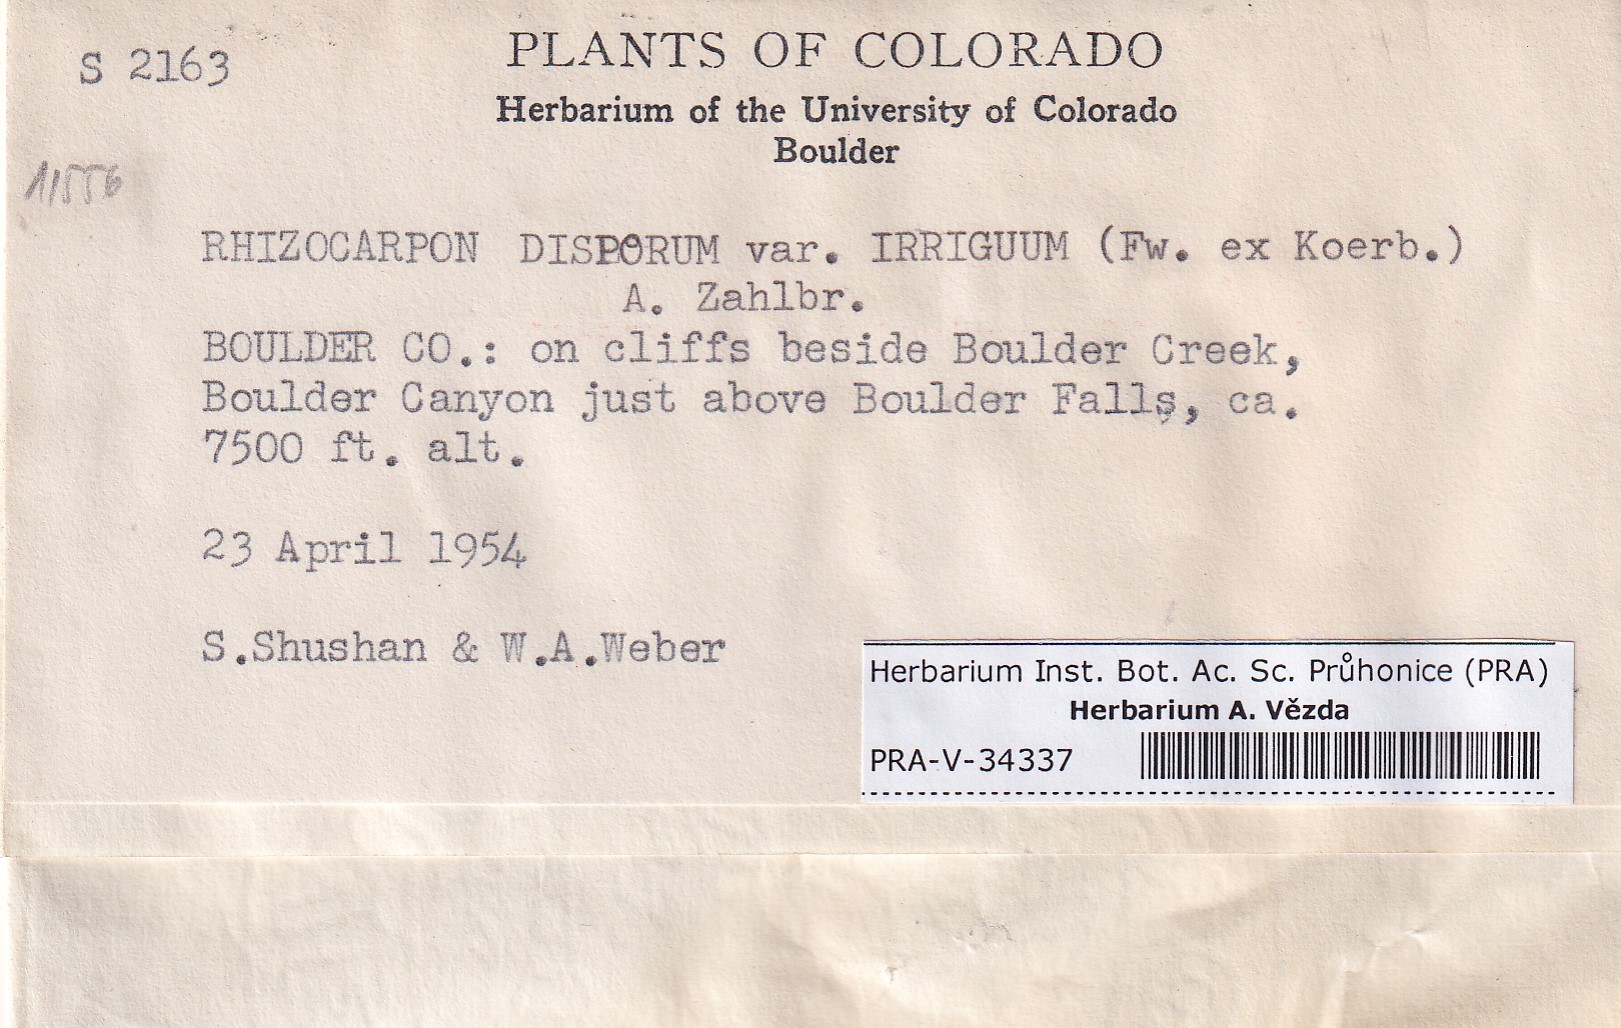 S 2163
PLANTS OF COLORADO
Herbarium of the University of Colorado
Boulder
11556
RHIZOCARPON DISPORUM var. IRRIGUUM (Fw. ex Koerb.)
A. Zahlbr.
BOULDER CO.: on cliffs beside Boulder Creek,
Boulder Canyon just above Boulder Falls, ca.
7500 ft. alt.
23 April 1954
S.Shushan & W.A.Weber
Herbarium Inst. Bot. Ac. Sc. Průhonice (PRA)
Herbarium A. Vězda
PRA-V-34337